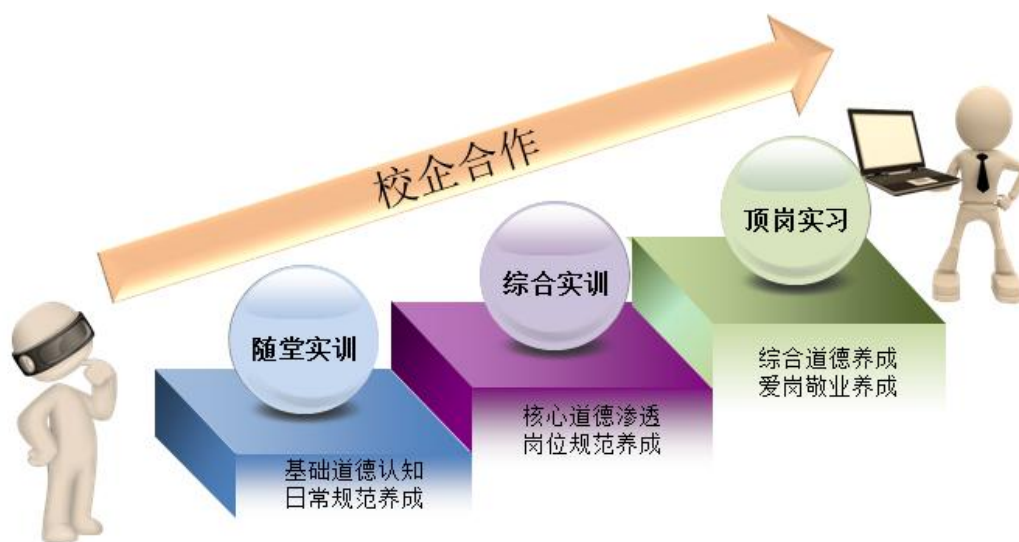 校企合作
随堂实训
基础道德认知
日常规范养成
综合实训
核心道德渗透
岗位规范养成
顶岗实习
综合道德养成
爱岗敬业养成